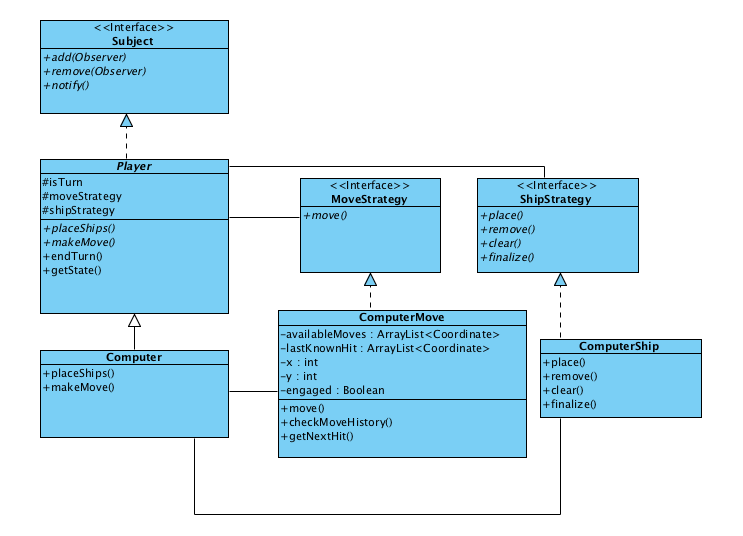 <<Interface>>
Subject
+add(Observer)
+remove(Observer)
+notify()
Player
#isTurn
#moveStrategy
#shipStrategy
+placeShips()
+makeMove()
+endTurn()
+getState()
<<Interface>>
MoveStrategy
+move()
<<Interface>>
ShipStrategy
+place()
+remove()
+clear()
+finalize()
Computer
+placeShips()
+makeMove()
ComputerMove
-availableMoves : ArrayList<Coordinate>
-lastKnownHit : ArrayList<Coordinate>
-x : int
-y : int
-engaged : Boolean
+move()
+checkMoveHistory()
+getNextHit()
ComputerShip
+place()
+remove()
+clear()
+finalize()